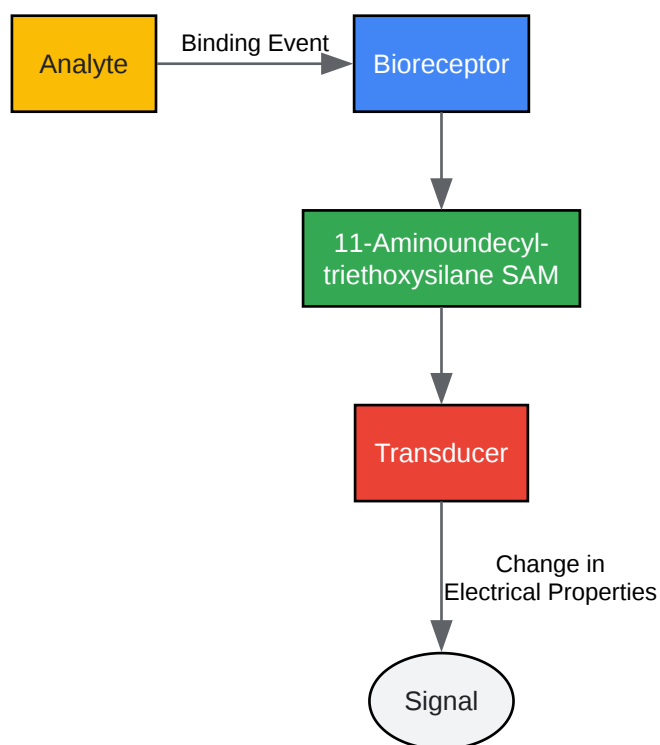 Analyte
Binding Event
Bioreceptor
11-Aminoundecyl-
triethoxysilane SAM
Transducer
Change in
Electrical Properties
Signal